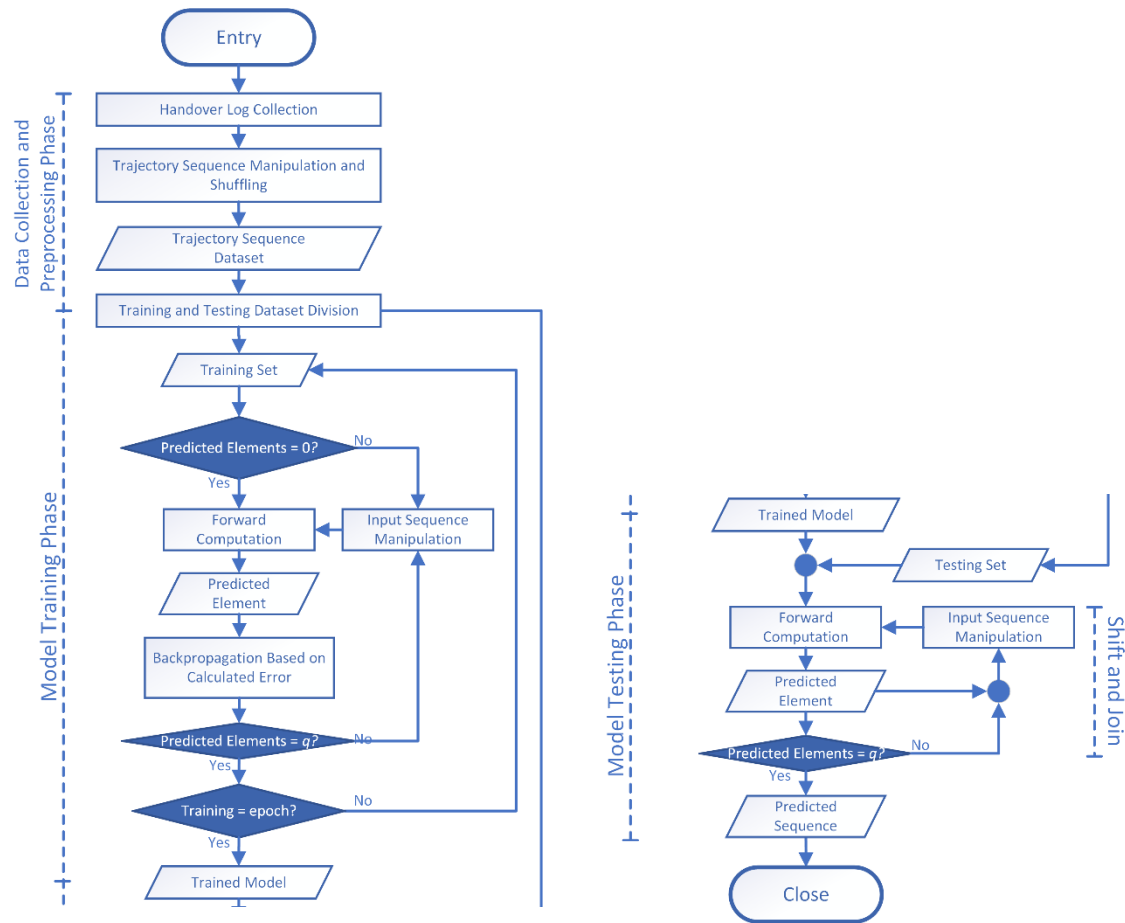 Entry
Data Collection and
Preprocessing Phase
Handover Log Collection
Trajectory Sequence Manipulation and
Shuffling
Trajectory Sequence
Dataset
Training and Testing Dataset Division
Model Training Phase
Training Set
Predicted Elements = 0?
No
Yes
Forward
Computation
Input Sequence
Manipulation
Predicted
Element
Backpropagation Based on
Calculated Error
Predicted Elements = q?
No
Yes
Training = epoch?
No
Yes
Trained Model
Model Testing Phase
Trained Model
Testing Set
Forward
Computation
Input Sequence
Manipulation
Shift and Join
Predicted
Element
Predicted Elements = q?
No
Yes
Predicted
Sequence
Close